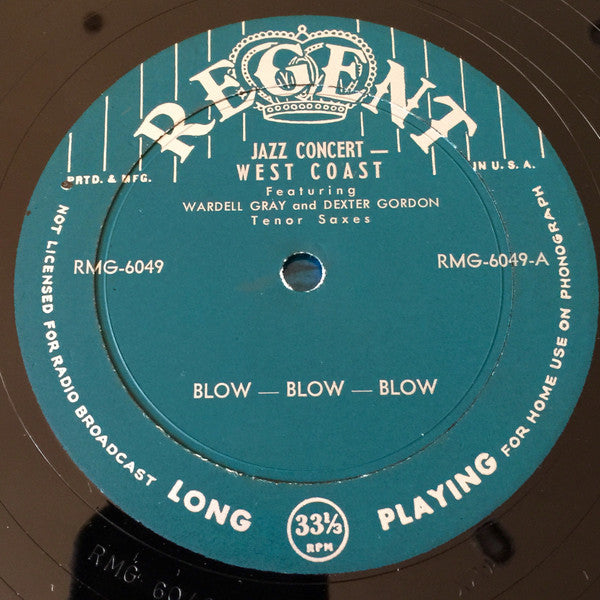 REGENT
JAZZ CONCERT —
WEST COAST
Featuring
WARDELL GRAY and DEXTER GORDON
Tenor Saxes
PRTD. & MFG.
IN U. S. A.
RMG-6049
RMG-6049-A
BLOW — BLOW — BLOW
NOT LICENSED FOR RADIO BROADCAST
LONG
33⅓
RPM
PLAYING
FOR HOME USE ON PHONOGRAPH
RMG 604